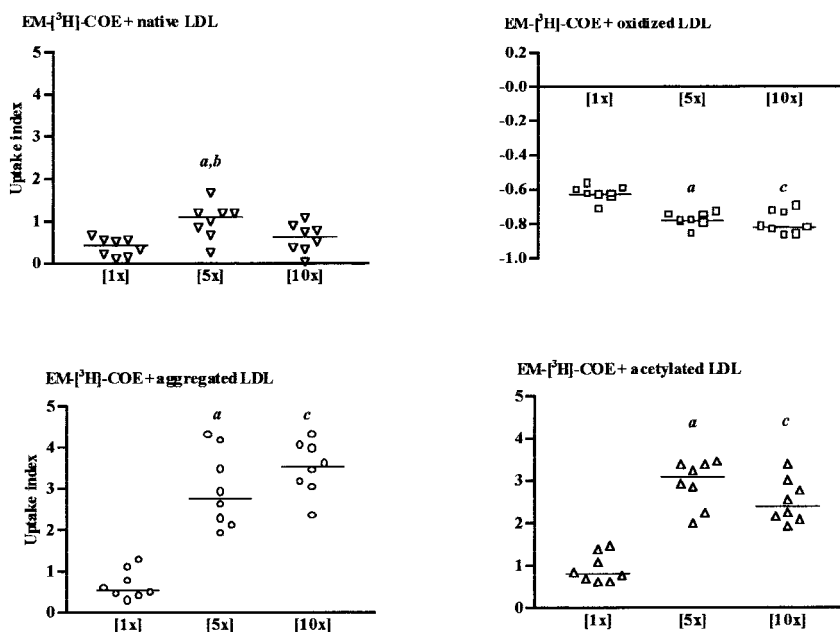 EM-[³H]-COE + native LDL
5
4
3
2
1
0
Uptake index
a,b
[1x]
[5x]
[10x]
EM-[³H]-COE + oxidized LDL
0.2
-0.0
-0.2
-0.4
-0.6
-0.8
-1.0
[1x]
[5x]
[10x]
a
c
EM-[³H]-COE + aggregated LDL
5
4
3
2
1
0
Uptake index
a
c
[1x]
[5x]
[10x]
EM-[³H]-COE + acetylated LDL
5
4
3
2
1
0
a
c
[1x]
[5x]
[10x]